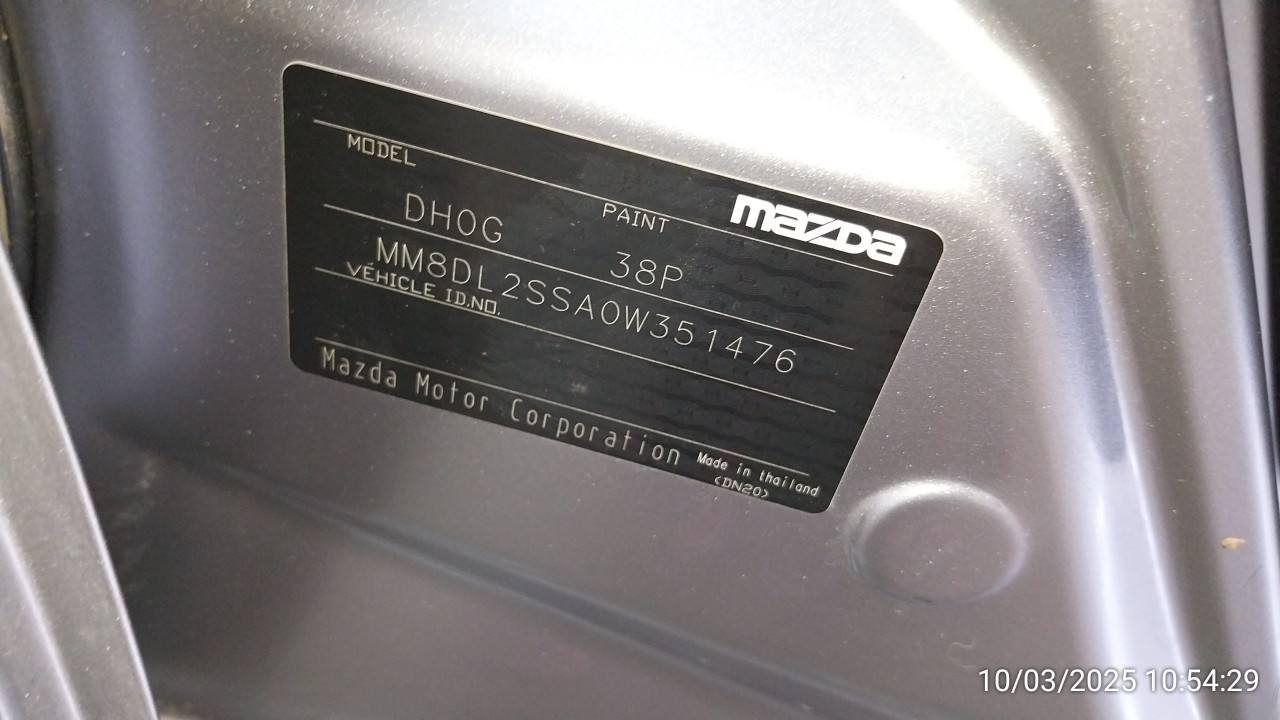 mazda
MODEL PAINT
DH0G 38P
MM8DL2SSA0W351476
VEHICLE ID.NO.
Mazda Motor Corporation
Made in thailand
(DN20)
10/03/2025 10:54:29